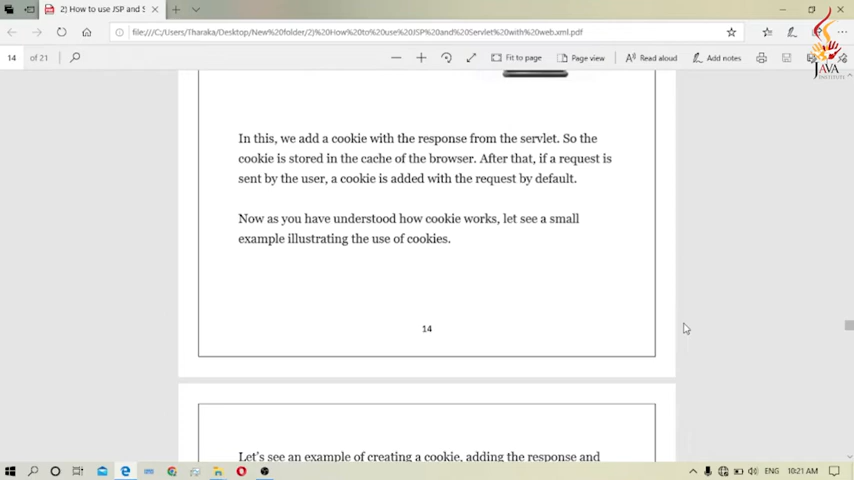 2) How to use JSP and S
file:///C:/Users/Tharaka/Desktop/New%20folder/2)%20How%20to%20use%20JSP%20and%20Servlet%20with%20web.xml.pdf
14 of 21
Fit to page
Page view
Read aloud
Add notes
JAVA
INSTITUTE
In this, we add a cookie with the response from the servlet. So the
cookie is stored in the cache of the browser. After that, if a request is
sent by the user, a cookie is added with the request by default.
Now as you have understood how cookie works, let see a small
example illustrating the use of cookies.
14
Let's see an example of creating a cookie, adding the response and
ENG
10:21 AM